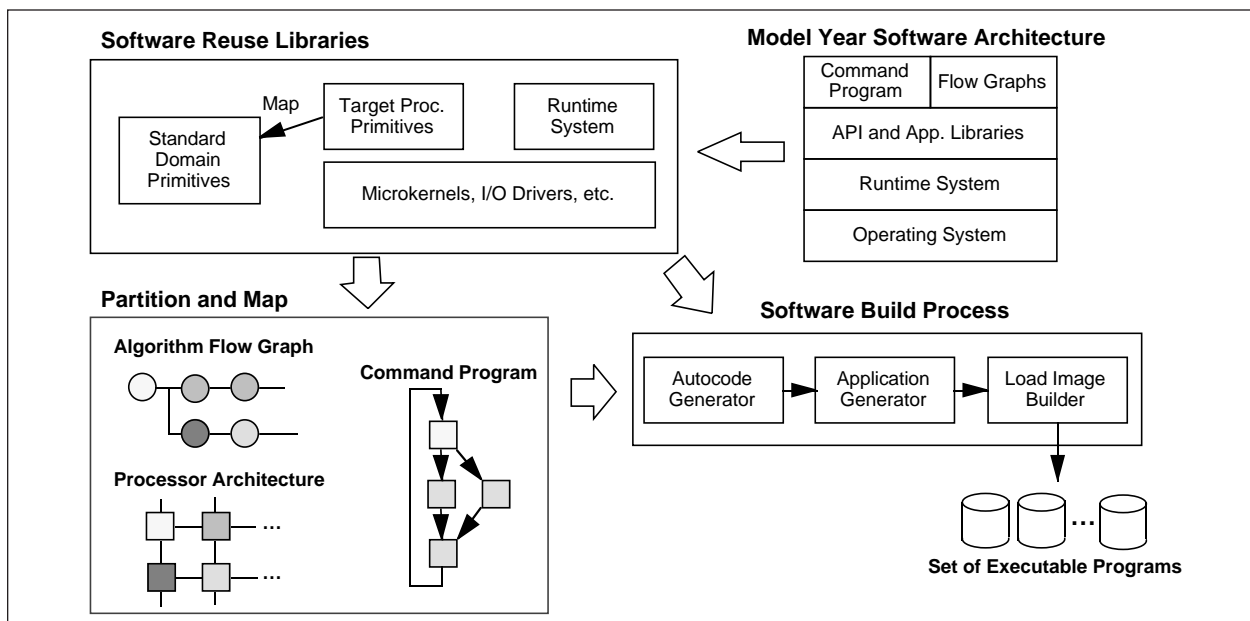 Software Reuse Libraries
Map
Target Proc.
Primitives
Runtime
System
Standard
Domain
Primitives
Microkernels, I/O Drivers, etc.
Model Year Software Architecture
Command
Program
Flow Graphs
API and App. Libraries
Runtime System
Operating System
Partition and Map
Algorithm Flow Graph
Command Program
Processor Architecture
...
...
Software Build Process
Autocode
Generator
Application
Generator
Load Image
Builder
...
Set of Executable Programs